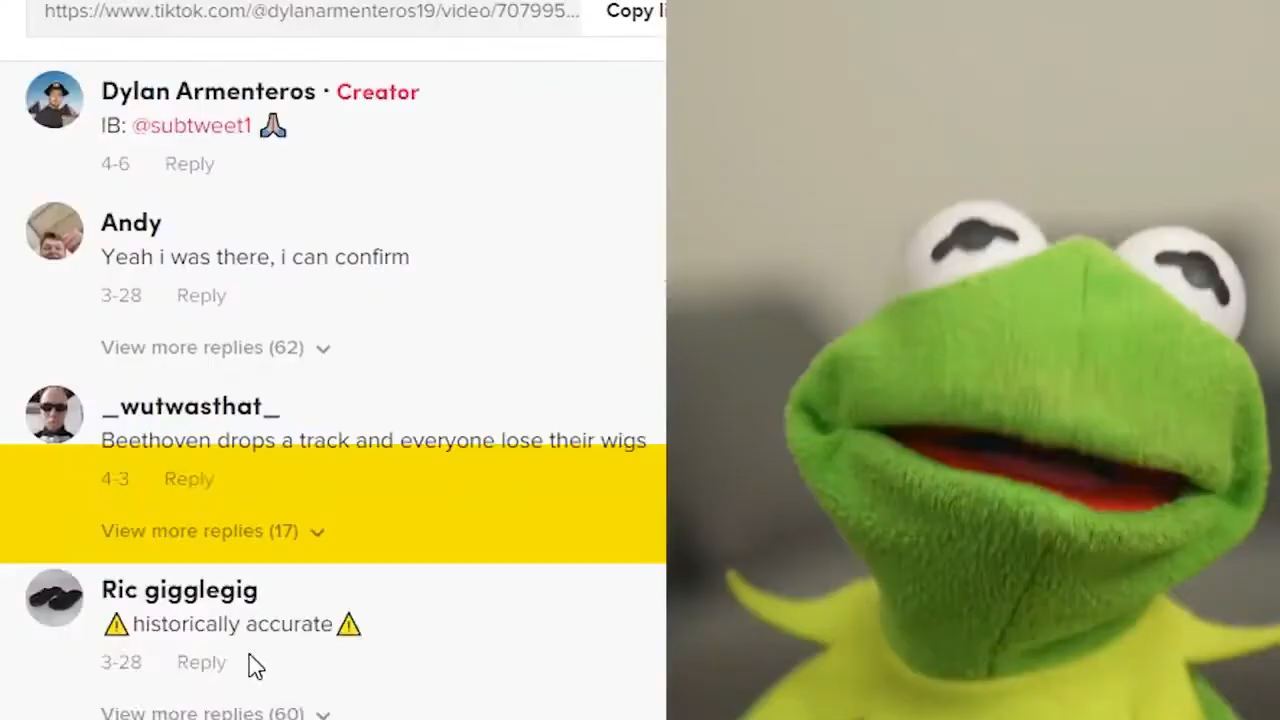 https://www.tiktok.com/@dylanarmenteros19/video/707995... Copy li
Dylan Armenteros · Creator
IB: @subtweet1 🙏
4-6 Reply
Andy
Yeah i was there, i can confirm
3-28 Reply
View more replies (62)
_wutwasthat_
Beethoven drops a track and everyone lose their wigs
4-3 Reply
View more replies (17)
Ric gigglegig
⚠️historically accurate⚠️
3-28 Reply
View more replies (60)